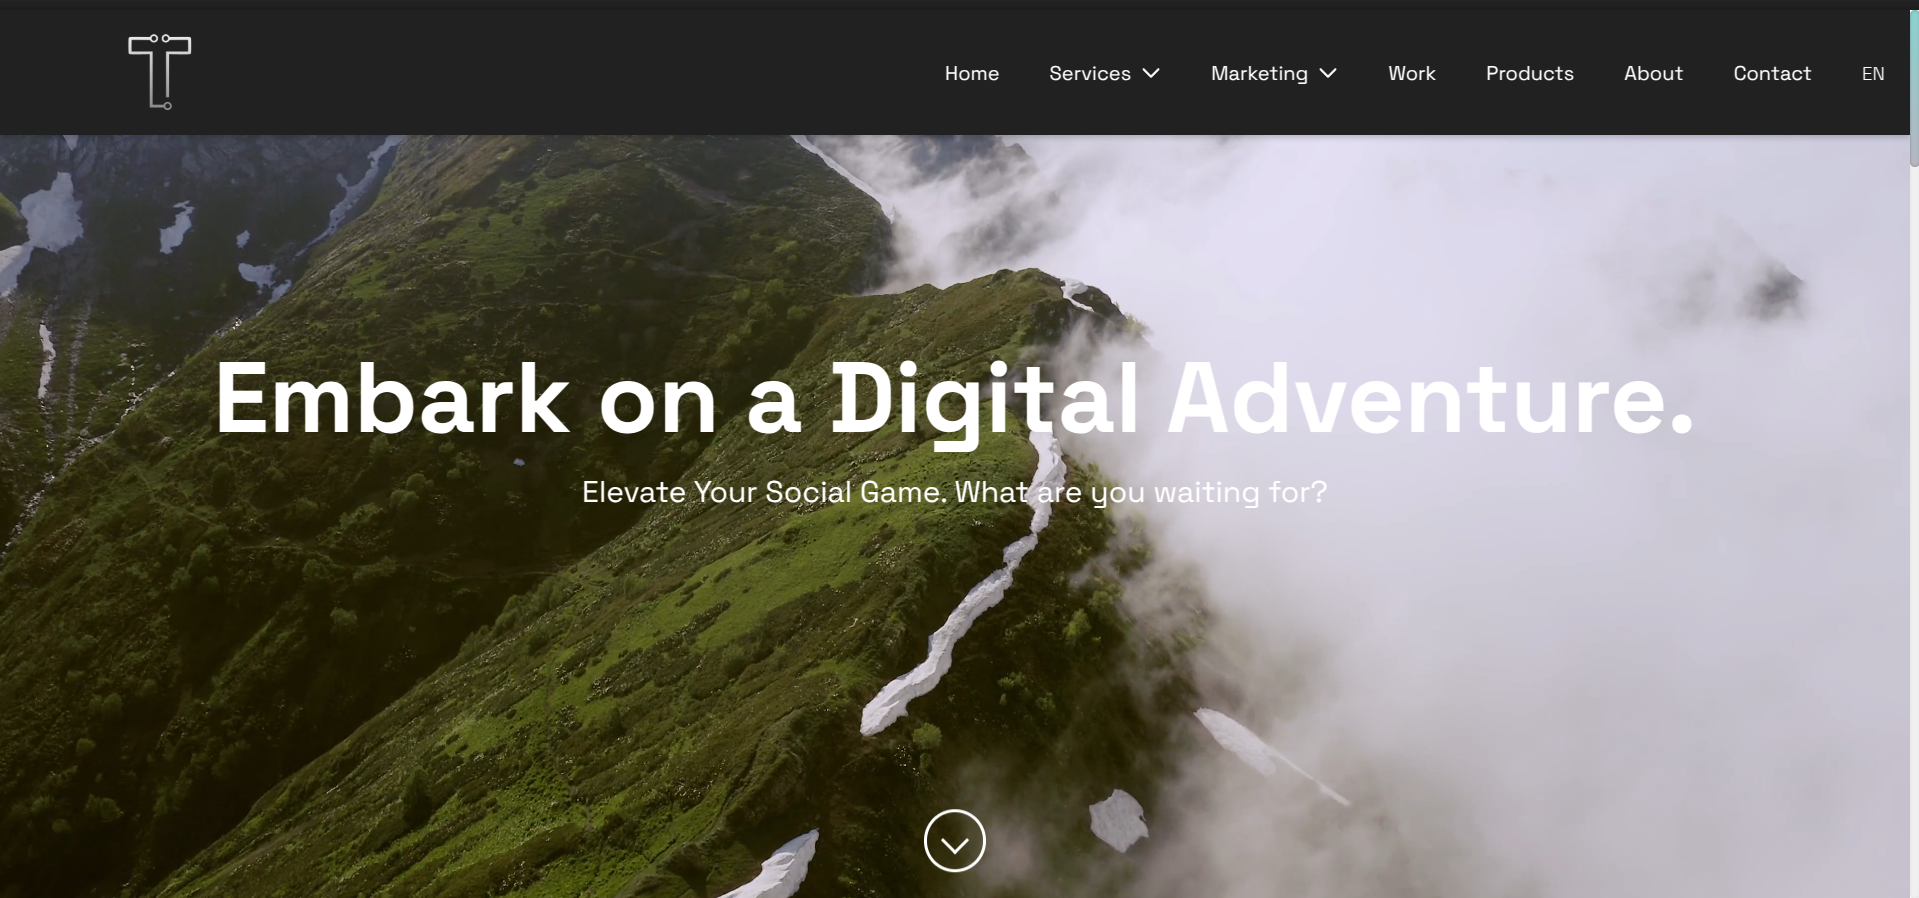 Home Services Marketing Work Products About Contact EN
Embark on a Digital Adventure.
Elevate Your Social Game. What are you waiting for?